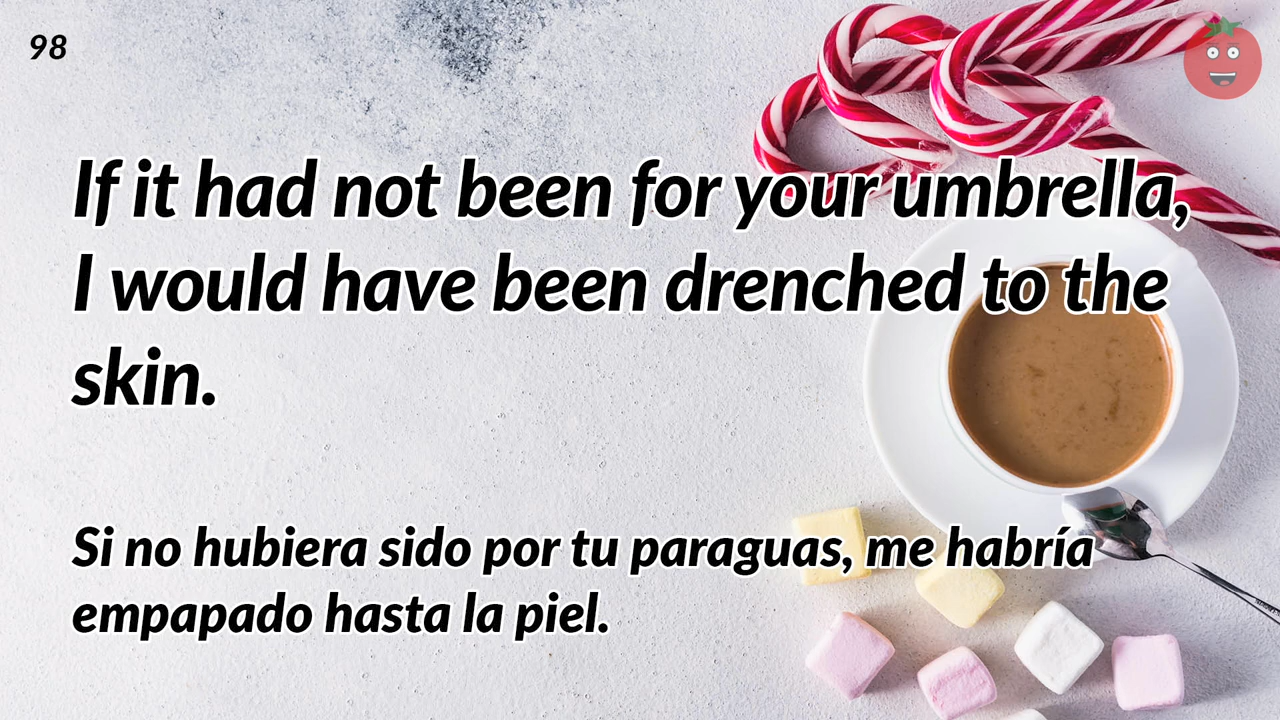 98
If it had not been for your umbrella,
I would have been drenched to the
skin.
Si no hubiera sido por tu paraguas, me habría
empapado hasta la piel.